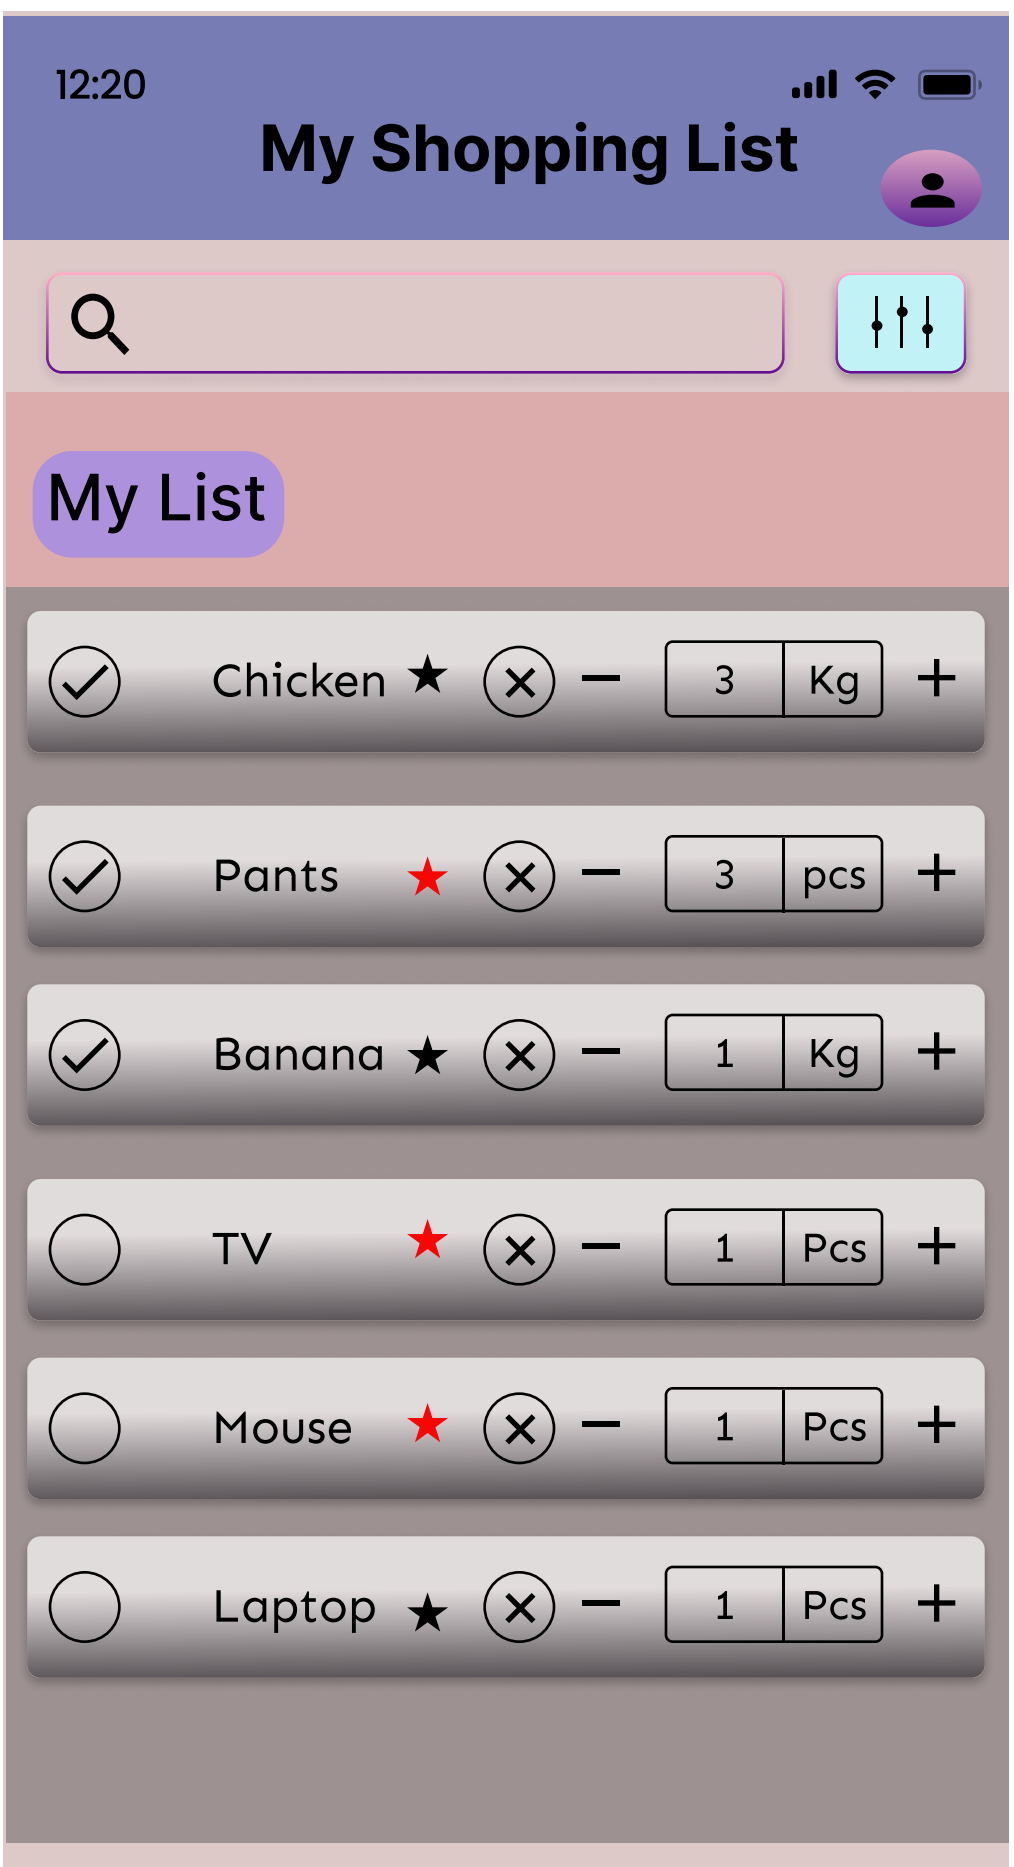 12:20
My Shopping List
My List
Chicken 3 Kg
Pants 3 pcs
Banana 1 Kg
TV 1 Pcs
Mouse 1 Pcs
Laptop 1 Pcs